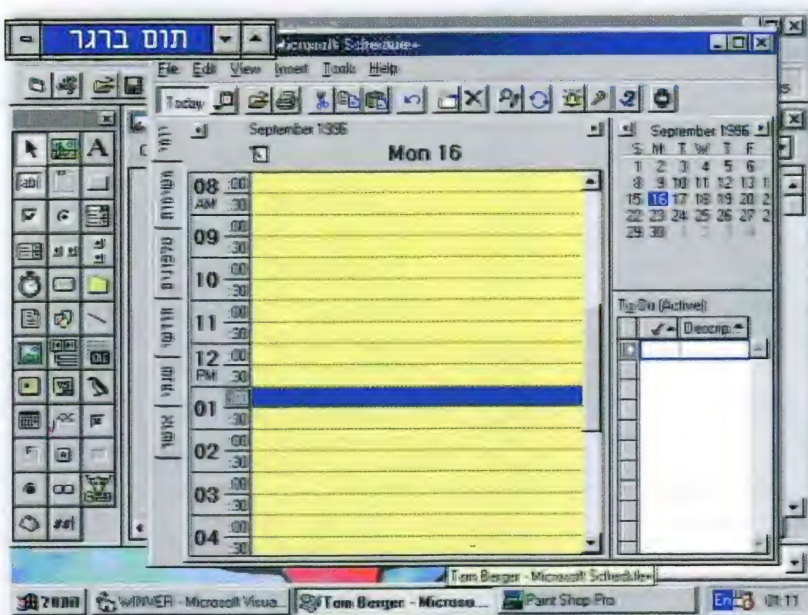 תום ברגר
Microsoft Schedule+
File Edit View Insert Tools Help
Today
September 1996
Mon 16
08 :00
AM :30
09 :00
:30
10 :00
:30
11 :00
:30
12 :00
PM :30
01 :00
:30
02 :00
:30
03 :00
:30
04 :00
:30
September 1996
S M T W T F
1 2 3 4 5 6
8 9 10 11 12 13
15 16 17 18 19 20
22 23 24 25 26 27
29 30
To-Do (Active)
Descrip
Tom Berger - Microsoft Schedule+
התחל
WINVER - Microsoft Visua...
Tom Berger - Microso...
Paint Shop Pro
En
01:11